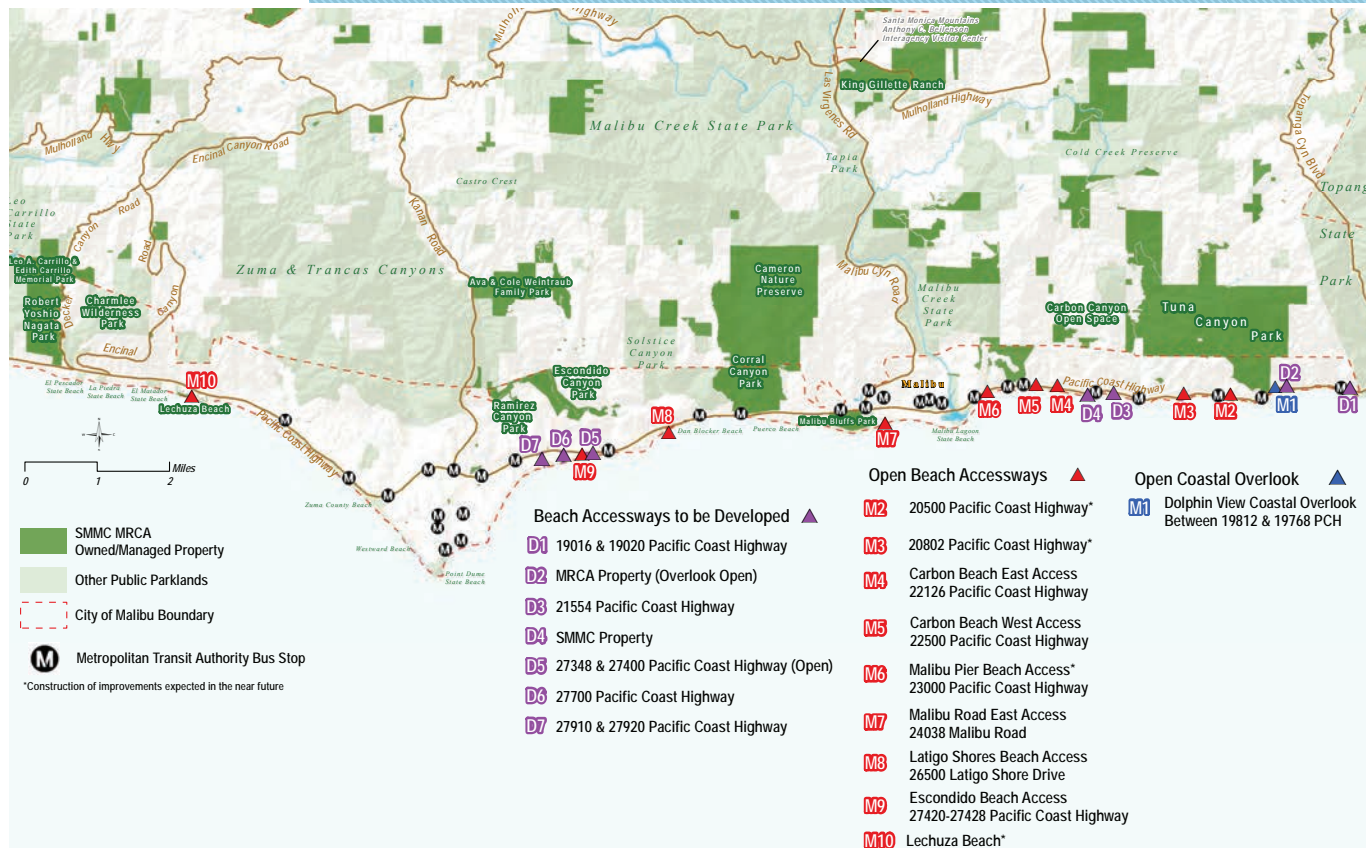 Santa Monica Mountains
Anthony C. Beilenson
Interagency Visitor Center
King Gillette Ranch
Mulholland Highway
Las Virgenes Rd
Mulholland
Highway
Topanga Cyn Blvd
Malibu Creek State Park
Tapia
Park
Cold Creek Preserve
Topang
State
Park
Mulholland
Hwy
Encinal Canyon Road
Castro Crest
Kanan Road
Leo
Carrillo
State
Park
Canyon Road
Decker
Zuma & Trancas Canyons
Leo A. Carrillo &
Edith Carrillo
Memorial Park
Robert
Yoshio
Nagata
Park
Charmlee
Wilderness
Park
Encinal
Canyon
Road
Ava & Cole Weintraub
Family Park
Cameron
Nature
Preserve
Malibu Cyn Road
Malibu
Creek
State
Park
Carbon Canyon
Open Space
Tuna
Canyon
Park
Solstice
Canyon
Park
Corral
Canyon
Park
Escondido
Canyon
Park
Ramirez
Canyon
Park
El Pescador
State Beach
La Piedra
State Beach
El Matador
State Beach
M10
Lechuza Beach
Pacific Coast Highway
Zuma County Beach
Westward Beach
Point Dume
State Beach
D7
D6
D5
M9
M8
Dan Blocker Beach
Puerco Beach
Malibu
Malibu Bluffs Park
M7
Malibu Lagoon
State Beach
M6
M5
M4
Pacific Coast Highway
D4
D3
M3
M2
D2
M1
D1
Miles
0 1 2
SMMC MRCA
Owned/Managed Property
Other Public Parklands
City of Malibu Boundary
M Metropolitan Transit Authority Bus Stop
*Construction of improvements expected in the near future
Beach Accessways to be Developed
D1 19016 & 19020 Pacific Coast Highway
D2 MRCA Property (Overlook Open)
D3 21554 Pacific Coast Highway
D4 SMMC Property
D5 27348 & 27400 Pacific Coast Highway (Open)
D6 27700 Pacific Coast Highway
D7 27910 & 27920 Pacific Coast Highway
Open Beach Accessways
M2 20500 Pacific Coast Highway*
M3 20802 Pacific Coast Highway*
M4 Carbon Beach East Access
22126 Pacific Coast Highway
M5 Carbon Beach West Access
22500 Pacific Coast Highway
M6 Malibu Pier Beach Access*
23000 Pacific Coast Highway
M7 Malibu Road East Access
24038 Malibu Road
M8 Latigo Shores Beach Access
26500 Latigo Shore Drive
M9 Escondido Beach Access
27420-27428 Pacific Coast Highway
M10 Lechuza Beach*
Open Coastal Overlook
M1 Dolphin View Coastal Overlook
Between 19812 & 19768 PCH